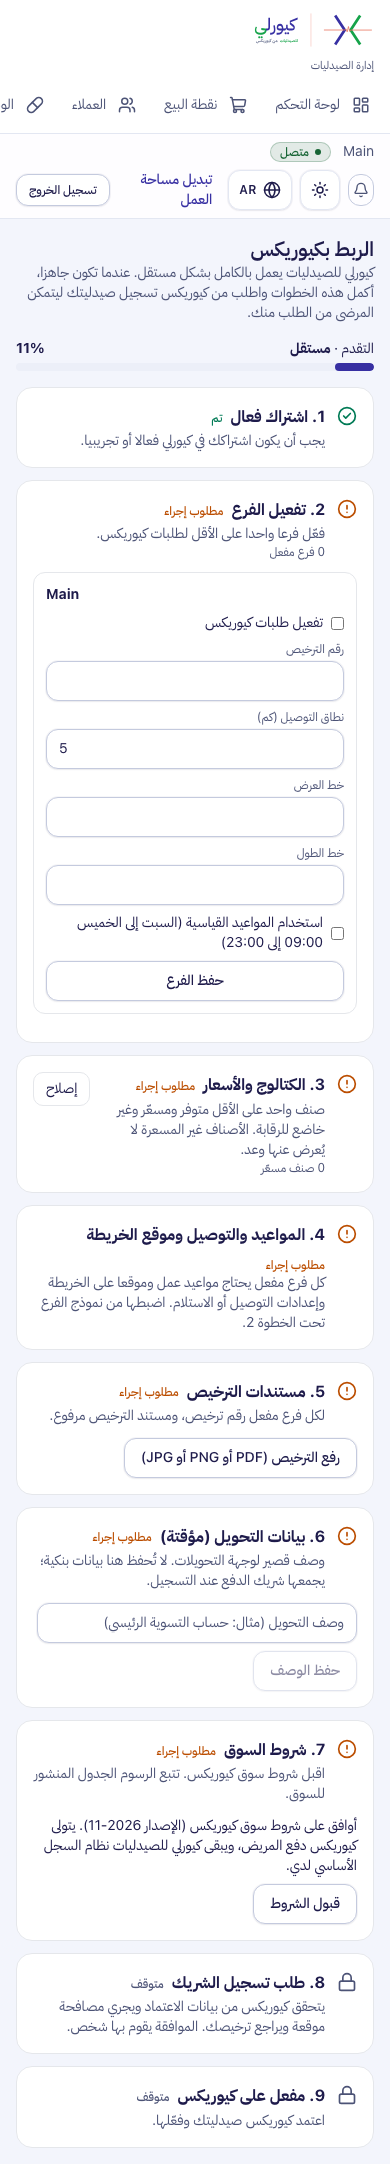 كيورلي
للصيدليات من كيوريكس
إدارة الصيدليات
لوحة التحكم
نقطة البيع
العملاء
الو
Main
متصل
AR
تبديل مساحة
العمل
تسجيل الخروج
الربط بكيوريكس
كيورلي للصيدليات يعمل بالكامل بشكل مستقل. عندما تكون جاهزا،
أكمل هذه الخطوات واطلب من كيوريكس تسجيل صيدليتك ليتمكن
المرضى من الطلب منك.
التقدم · مستقل
11%
1. اشتراك فعال تم
يجب أن يكون اشتراكك في كيورلي فعالا أو تجريبيا.
2. تفعيل الفرع مطلوب إجراء
فعّل فرعا واحدا على الأقل لطلبات كيوريكس.
0 فرع مفعل
Main
تفعيل طلبات كيوريكس
رقم الترخيص
نطاق التوصيل (كم)
5
خط العرض
خط الطول
استخدام المواعيد القياسية (السبت إلى الخميس
09:00 إلى 23:00)
حفظ الفرع
3. الكتالوج والأسعار مطلوب إجراء
إصلاح
صنف واحد على الأقل متوفر ومسعّر وغير
خاضع للرقابة. الأصناف غير المسعرة لا
يُعرض عنها وعد.
0 صنف مسعّر
4. المواعيد والتوصيل وموقع الخريطة
مطلوب إجراء
كل فرع مفعل يحتاج مواعيد عمل وموقعا على الخريطة
وإعدادات التوصيل أو الاستلام. اضبطها من نموذج الفرع
تحت الخطوة 2.
5. مستندات الترخيص مطلوب إجراء
لكل فرع مفعل رقم ترخيص، ومستند الترخيص مرفوع.
رفع الترخيص (PDF أو PNG أو JPG)
6. بيانات التحويل (مؤقتة) مطلوب إجراء
وصف قصير لوجهة التحويلات. لا تُحفظ هنا بيانات بنكية؛
يجمعها شريك الدفع عند التسجيل.
وصف التحويل (مثال: حساب التسوية الرئيسي)
حفظ الوصف
7. شروط السوق مطلوب إجراء
اقبل شروط سوق كيوريكس. تتبع الرسوم الجدول المنشور
للسوق.
أوافق على شروط سوق كيوريكس (الإصدار 2026-11). يتولى
كيوريكس دفع المريض، ويبقى كيورلي للصيدليات نظام السجل
الأساسي لدي.
قبول الشروط
8. طلب تسجيل الشريك متوقف
يتحقق كيوريكس من بيانات الاعتماد ويجري مصافحة
موقعة ويراجع ترخيصك. الموافقة يقوم بها شخص.
9. مفعل على كيوريكس متوقف
اعتمد كيوريكس صيدليتك وفعّلها.